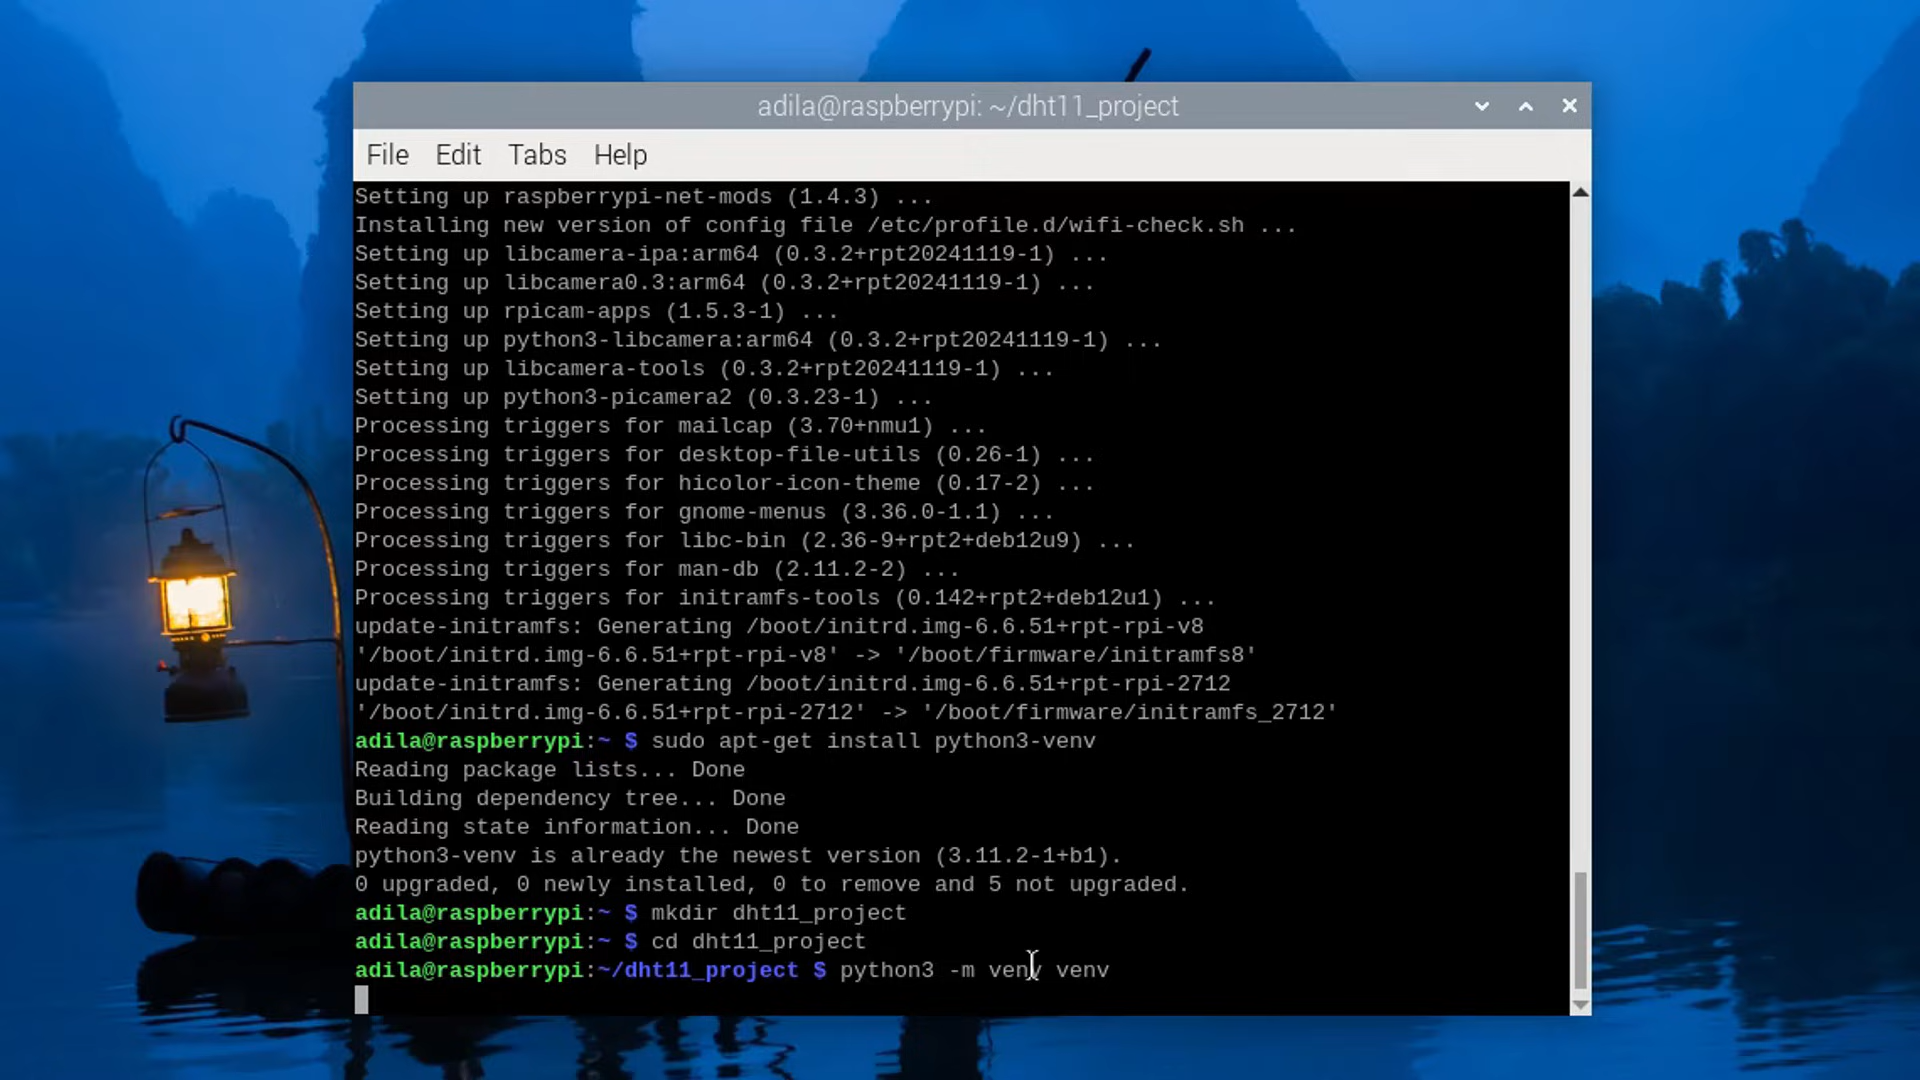 adila@raspberrypi: ~/dht11_project
File Edit Tabs Help
Setting up raspberrypi-net-mods (1.4.3) ...
Installing new version of config file /etc/profile.d/wifi-check.sh ...
Setting up libcamera-ipa:arm64 (0.3.2+rpt20241119-1) ...
Setting up libcamera0.3:arm64 (0.3.2+rpt20241119-1) ...
Setting up rpicam-apps (1.5.3-1) ...
Setting up python3-libcamera:arm64 (0.3.2+rpt20241119-1) ...
Setting up libcamera-tools (0.3.2+rpt20241119-1) ...
Setting up python3-picamera2 (0.3.23-1) ...
Processing triggers for mailcap (3.70+nmu1) ...
Processing triggers for desktop-file-utils (0.26-1) ...
Processing triggers for hicolor-icon-theme (0.17-2) ...
Processing triggers for gnome-menus (3.36.0-1.1) ...
Processing triggers for libc-bin (2.36-9+rpt2+deb12u9) ...
Processing triggers for man-db (2.11.2-2) ...
Processing triggers for initramfs-tools (0.142+rpt2+deb12u1) ...
update-initramfs: Generating /boot/initrd.img-6.6.51+rpt-rpi-v8
'/boot/initrd.img-6.6.51+rpt-rpi-v8' -> '/boot/firmware/initramfs8'
update-initramfs: Generating /boot/initrd.img-6.6.51+rpt-rpi-2712
'/boot/initrd.img-6.6.51+rpt-rpi-2712' -> '/boot/firmware/initramfs_2712'
adila@raspberrypi:~ $ sudo apt-get install python3-venv
Reading package lists... Done
Building dependency tree... Done
Reading state information... Done
python3-venv is already the newest version (3.11.2-1+b1).
0 upgraded, 0 newly installed, 0 to remove and 5 not upgraded.
adila@raspberrypi:~ $ mkdir dht11_project
adila@raspberrypi:~ $ cd dht11_project
adila@raspberrypi:~/dht11_project $ python3 -m venv venv